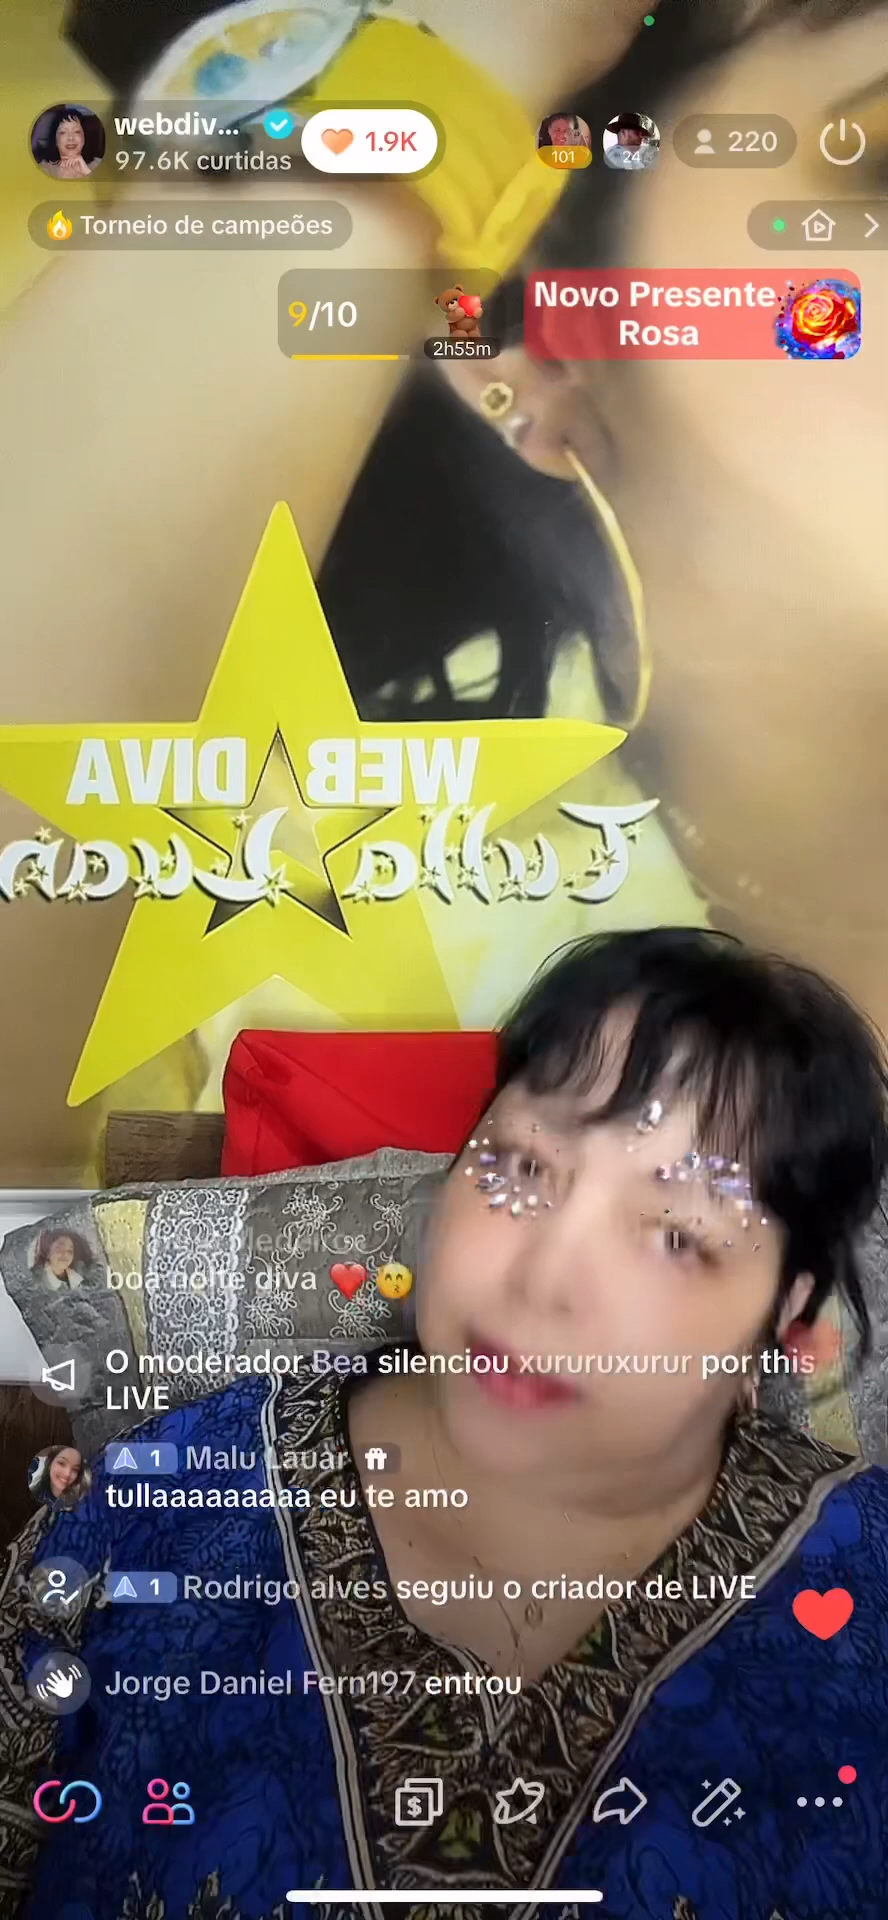 webdiv...
1.9K
97.6K curtidas
101
24
220
Torneio de campeões
9/10
2h55m
Novo Presente
Rosa
WEB DIVA
Tulla Luana
boa noite diva ❤️😙
O moderador Bea silenciou xururuxurur por this
LIVE
1 Malu Lauar
tullaaaaaaaaa eu te amo
1 Rodrigo alves seguiu o criador de LIVE
Jorge Daniel Fern197 entrou